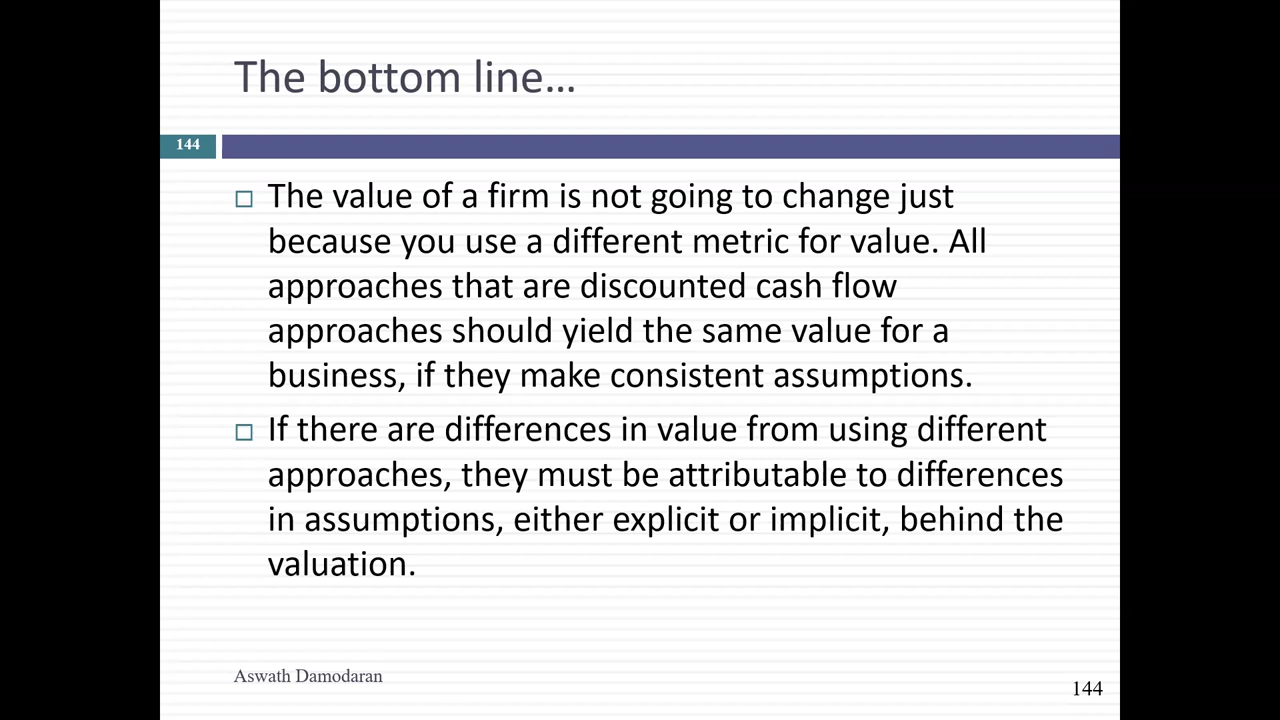 The bottom line…
144
The value of a firm is not going to change just
because you use a different metric for value. All
approaches that are discounted cash flow
approaches should yield the same value for a
business, if they make consistent assumptions.
If there are differences in value from using different
approaches, they must be attributable to differences
in assumptions, either explicit or implicit, behind the
valuation.
Aswath Damodaran
144